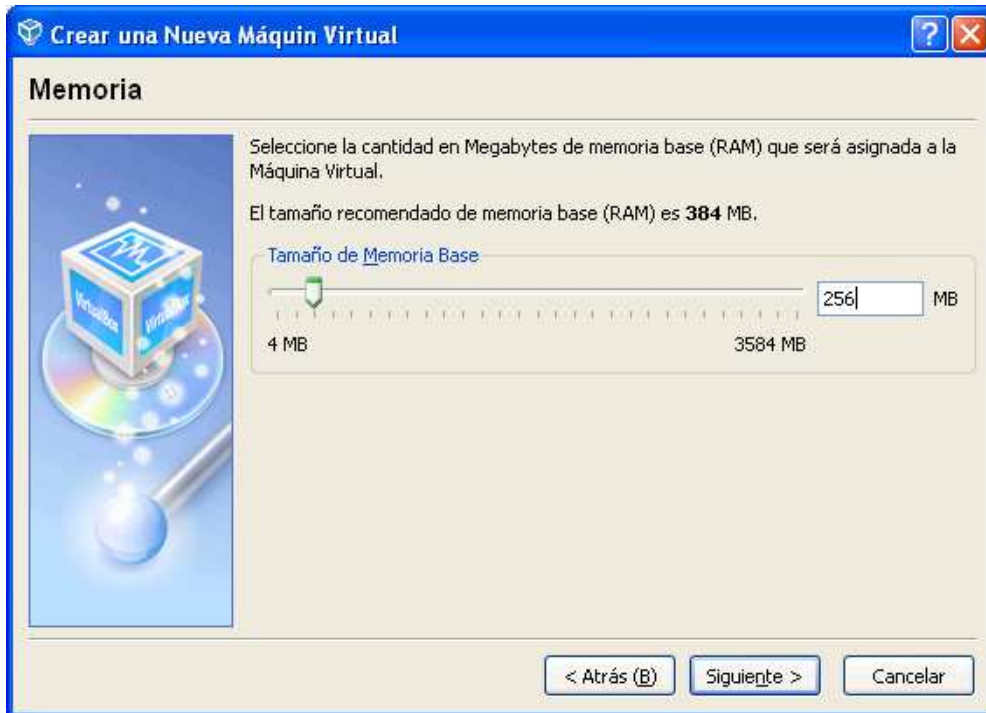 Crear una Nueva Máquin Virtual
Memoria
Seleccione la cantidad en Megabytes de memoria base (RAM) que será asignada a la
Máquina Virtual.
El tamaño recomendado de memoria base (RAM) es 384 MB.
Tamaño de Memoria Base
256 MB
4 MB 3584 MB
VirtualBox VirtualBox
< Atrás (B) Siguiente > Cancelar